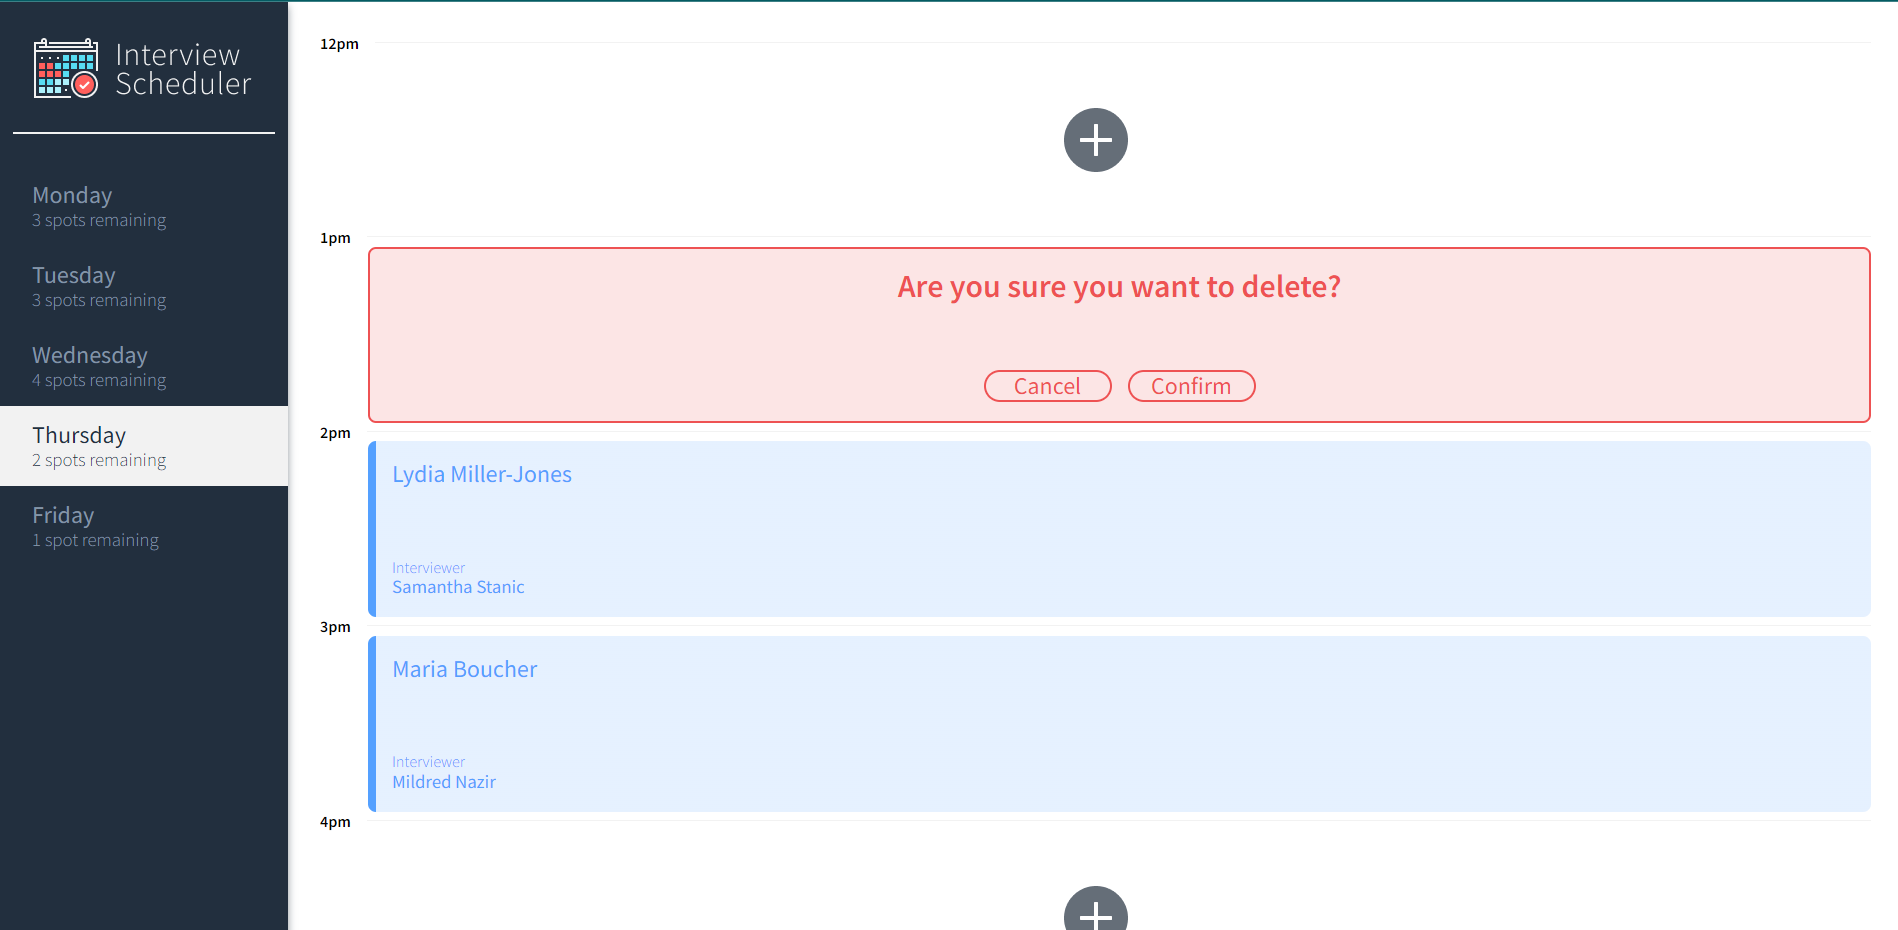 Interview
Scheduler
Monday
3 spots remaining
Tuesday
3 spots remaining
Wednesday
4 spots remaining
Thursday
2 spots remaining
Friday
1 spot remaining
12pm
1pm
Are you sure you want to delete?
Cancel Confirm
2pm
Lydia Miller-Jones
Interviewer
Samantha Stanic
3pm
Maria Boucher
Interviewer
Mildred Nazir
4pm